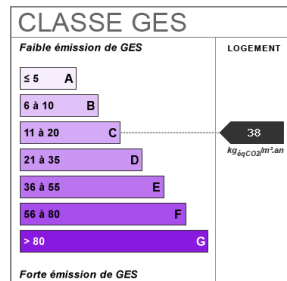 CLASSE GES
Faible émission de GES
LOGEMENT
≤ 5 A
6 à 10 B
11 à 20 C
38
kgéqCO2/m².an
21 à 35 D
36 à 55 E
56 à 80 F
> 80 G
Forte émission de GES